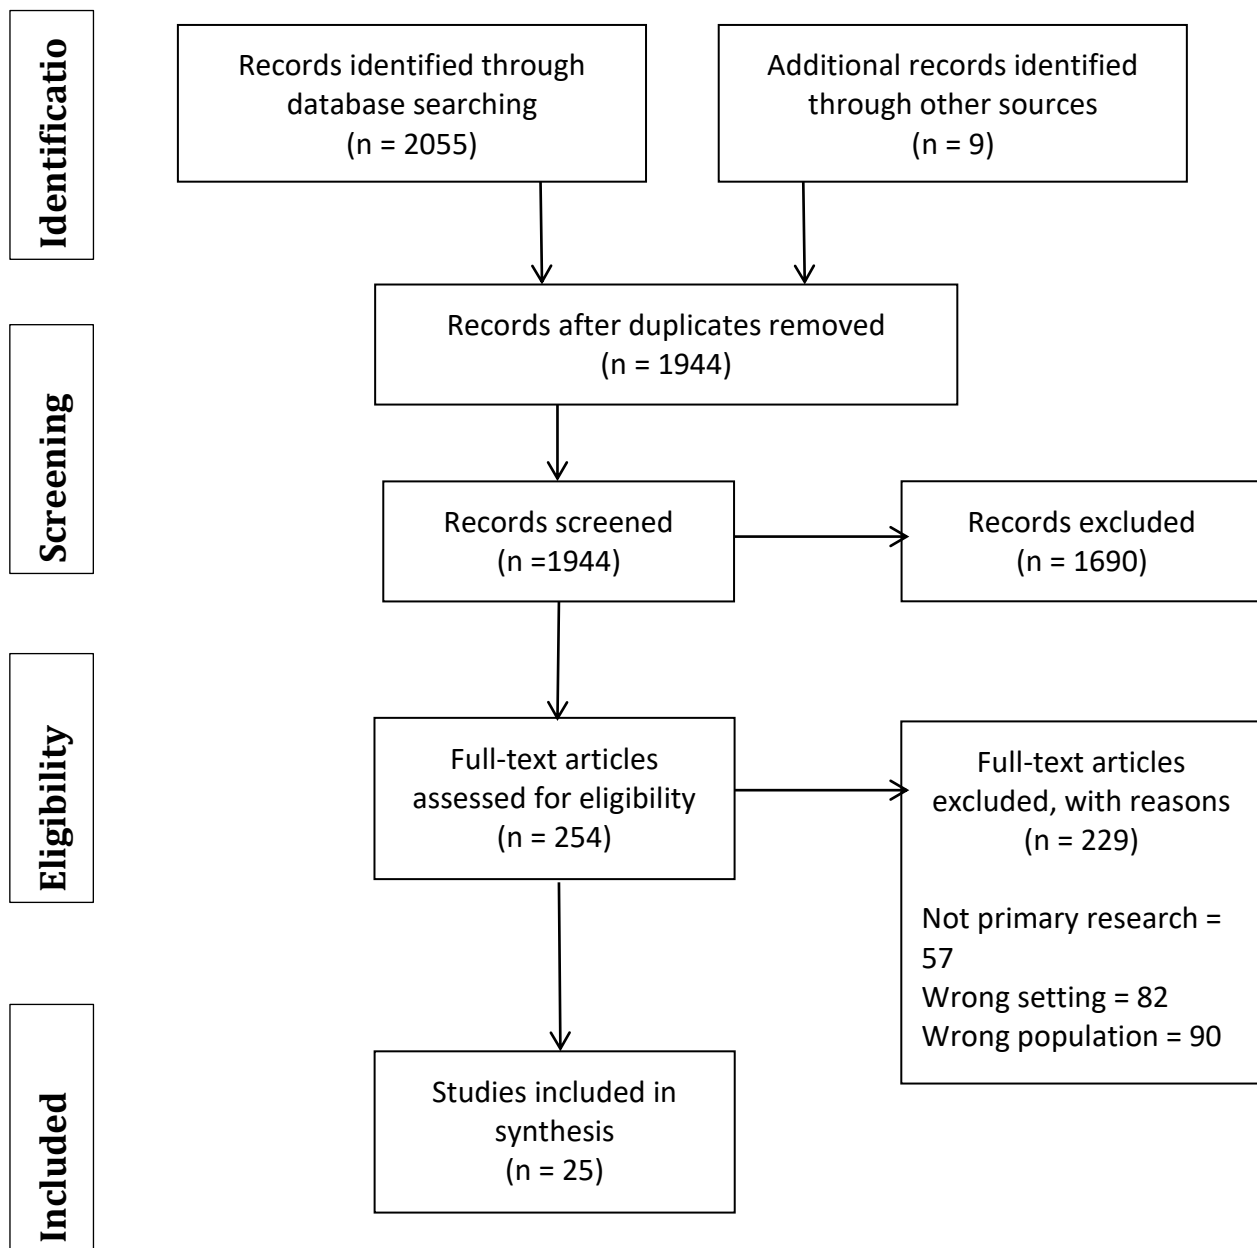 Identificatio
Records identified through
database searching
(n = 2055)
Additional records identified
through other sources
(n = 9)
Records after duplicates removed
(n = 1944)
Screening
Records screened
(n =1944)
Records excluded
(n = 1690)
Eligibility
Full-text articles
assessed for eligibility
(n = 254)
Full-text articles
excluded, with reasons
(n = 229)
Not primary research =
57
Wrong setting = 82
Wrong population = 90
Included
Studies included in
synthesis
(n = 25)